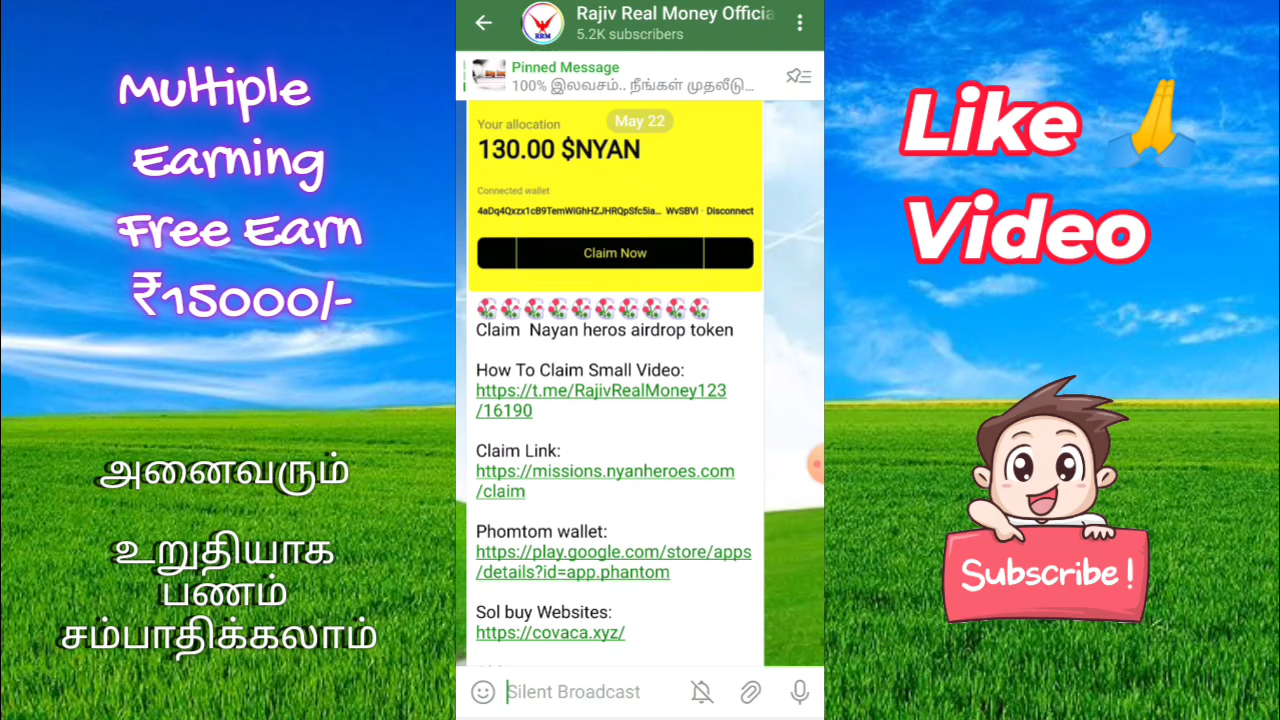 Multiple
Earning
Free Earn
₹15000/-
அனைவரும்
உறுதியாக
பணம்
சம்பாதிக்கலாம்
RRM
Rajiv Real Money Officia
5.2K subscribers
Pinned Message
100% இலவசம்.. நீங்கள் முதலீடு...
May 22
Your allocation
130.00 $NYAN
Connected wallet
WvSBVl · Disconnect
Claim Now
Claim Nayan heros airdrop token
How To Claim Small Video:
https://t.me/RajivRealMoney123
/16190
Claim Link:
https://missions.nyanheroes.com
/claim
Phomtom wallet:
https://play.google.com/store/apps
/details?id=app.phantom
Sol buy Websites:
https://covaca.xyz/
Silent Broadcast
Like
Video
Subscribe!